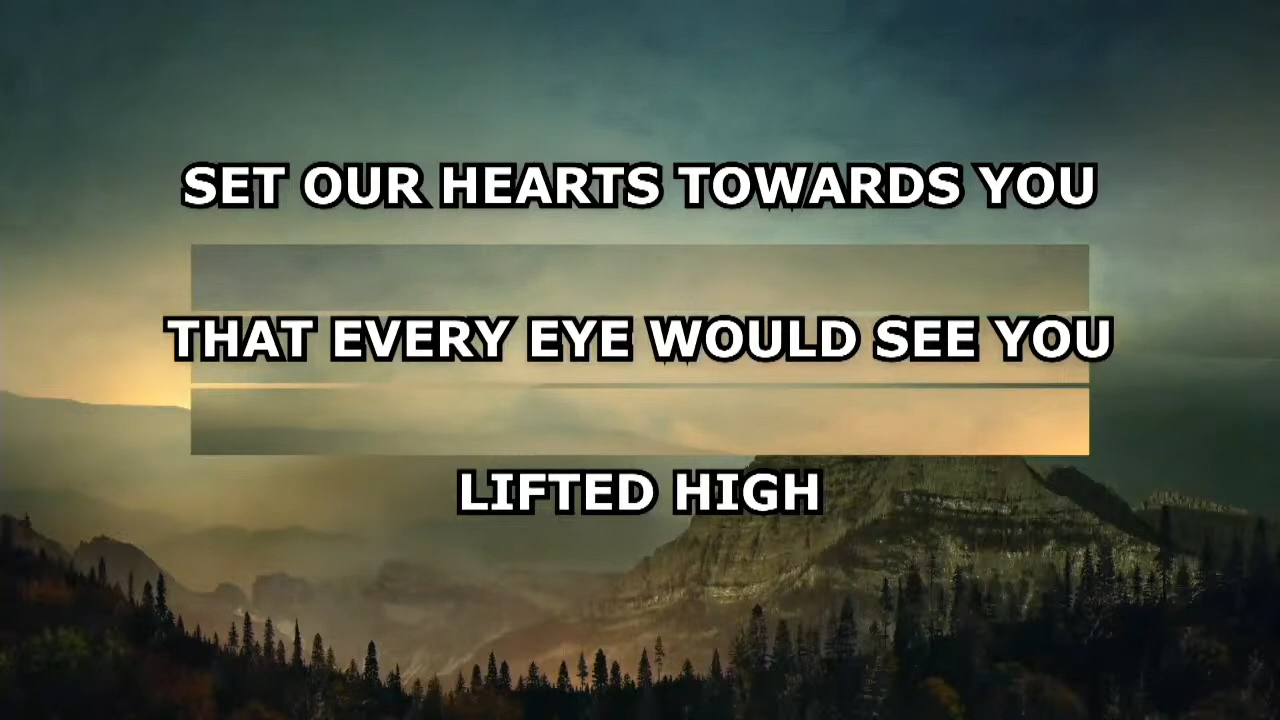 SET OUR HEARTS TOWARDS YOU
THAT EVERY EYE WOULD SEE YOU
LIFTED HIGH